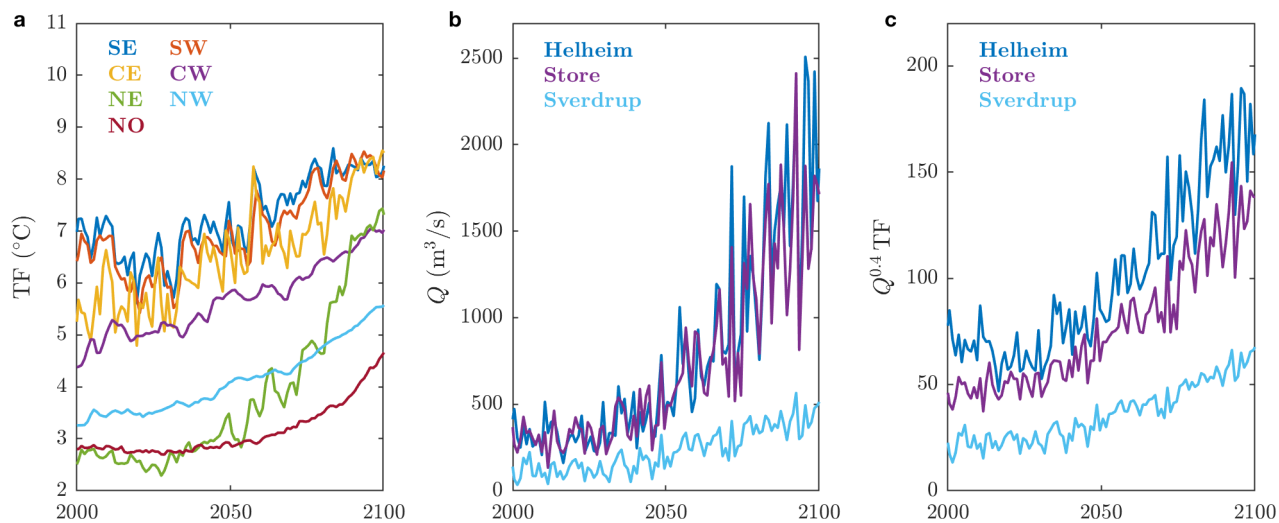 a
TF (°C)
11
10
9
8
7
6
5
4
3
2
2000
2050
2100
SE SW
CE CW
NE NW
NO
b
Q (m³/s)
2500
2000
1500
1000
500
0
2000
2050
2100
Helheim
Store
Sverdrup
c
Q^0.4 TF
200
150
100
50
0
2000
2050
2100
Helheim
Store
Sverdrup